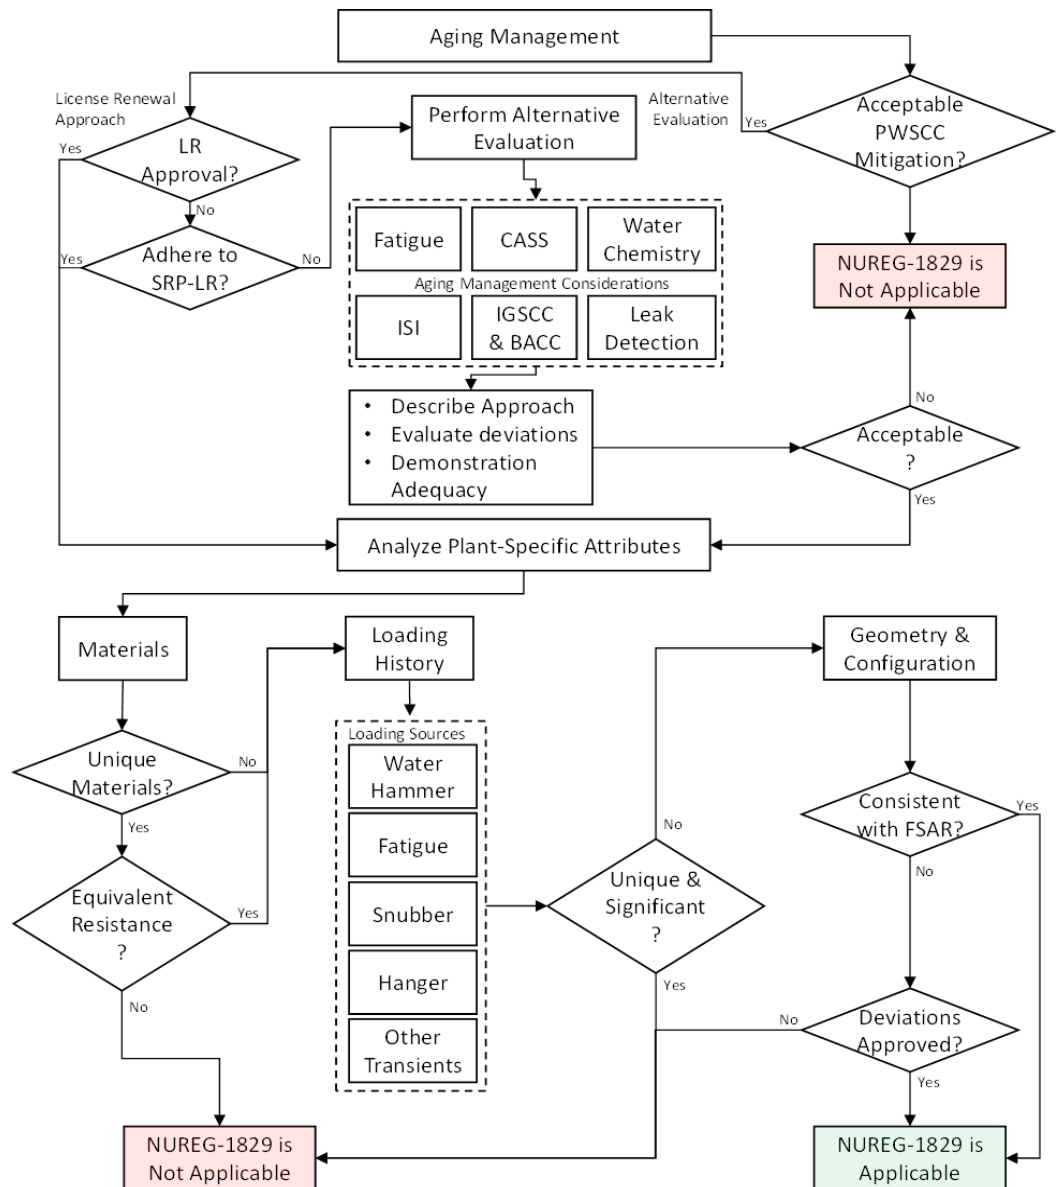 Aging Management
License Renewal
Approach
Alternative
Evaluation
Yes
Acceptable
PWSCC
Mitigation?
Yes
LR
Approval?
No
Perform Alternative
Evaluation
Yes
Adhere to
SRP-LR?
No
Fatigue
CASS
Water
Chemistry
Aging Management Considerations
ISI
IGSCC
& BACC
Leak
Detection
NUREG-1829 is
Not Applicable
• Describe Approach
• Evaluate deviations
• Demonstration
Adequacy
No
Acceptable
?
Yes
Analyze Plant-Specific Attributes
Materials
Loading
History
Geometry &
Configuration
Unique
Materials?
No
Yes
Equivalent
Resistance
?
Yes
No
Loading Sources
Water
Hammer
Fatigue
Snubber
Hanger
Other
Transients
No
Unique &
Significant
?
Yes
Consistent
with FSAR?
Yes
No
No
Deviations
Approved?
Yes
NUREG-1829 is
Not Applicable
NUREG-1829 is
Applicable